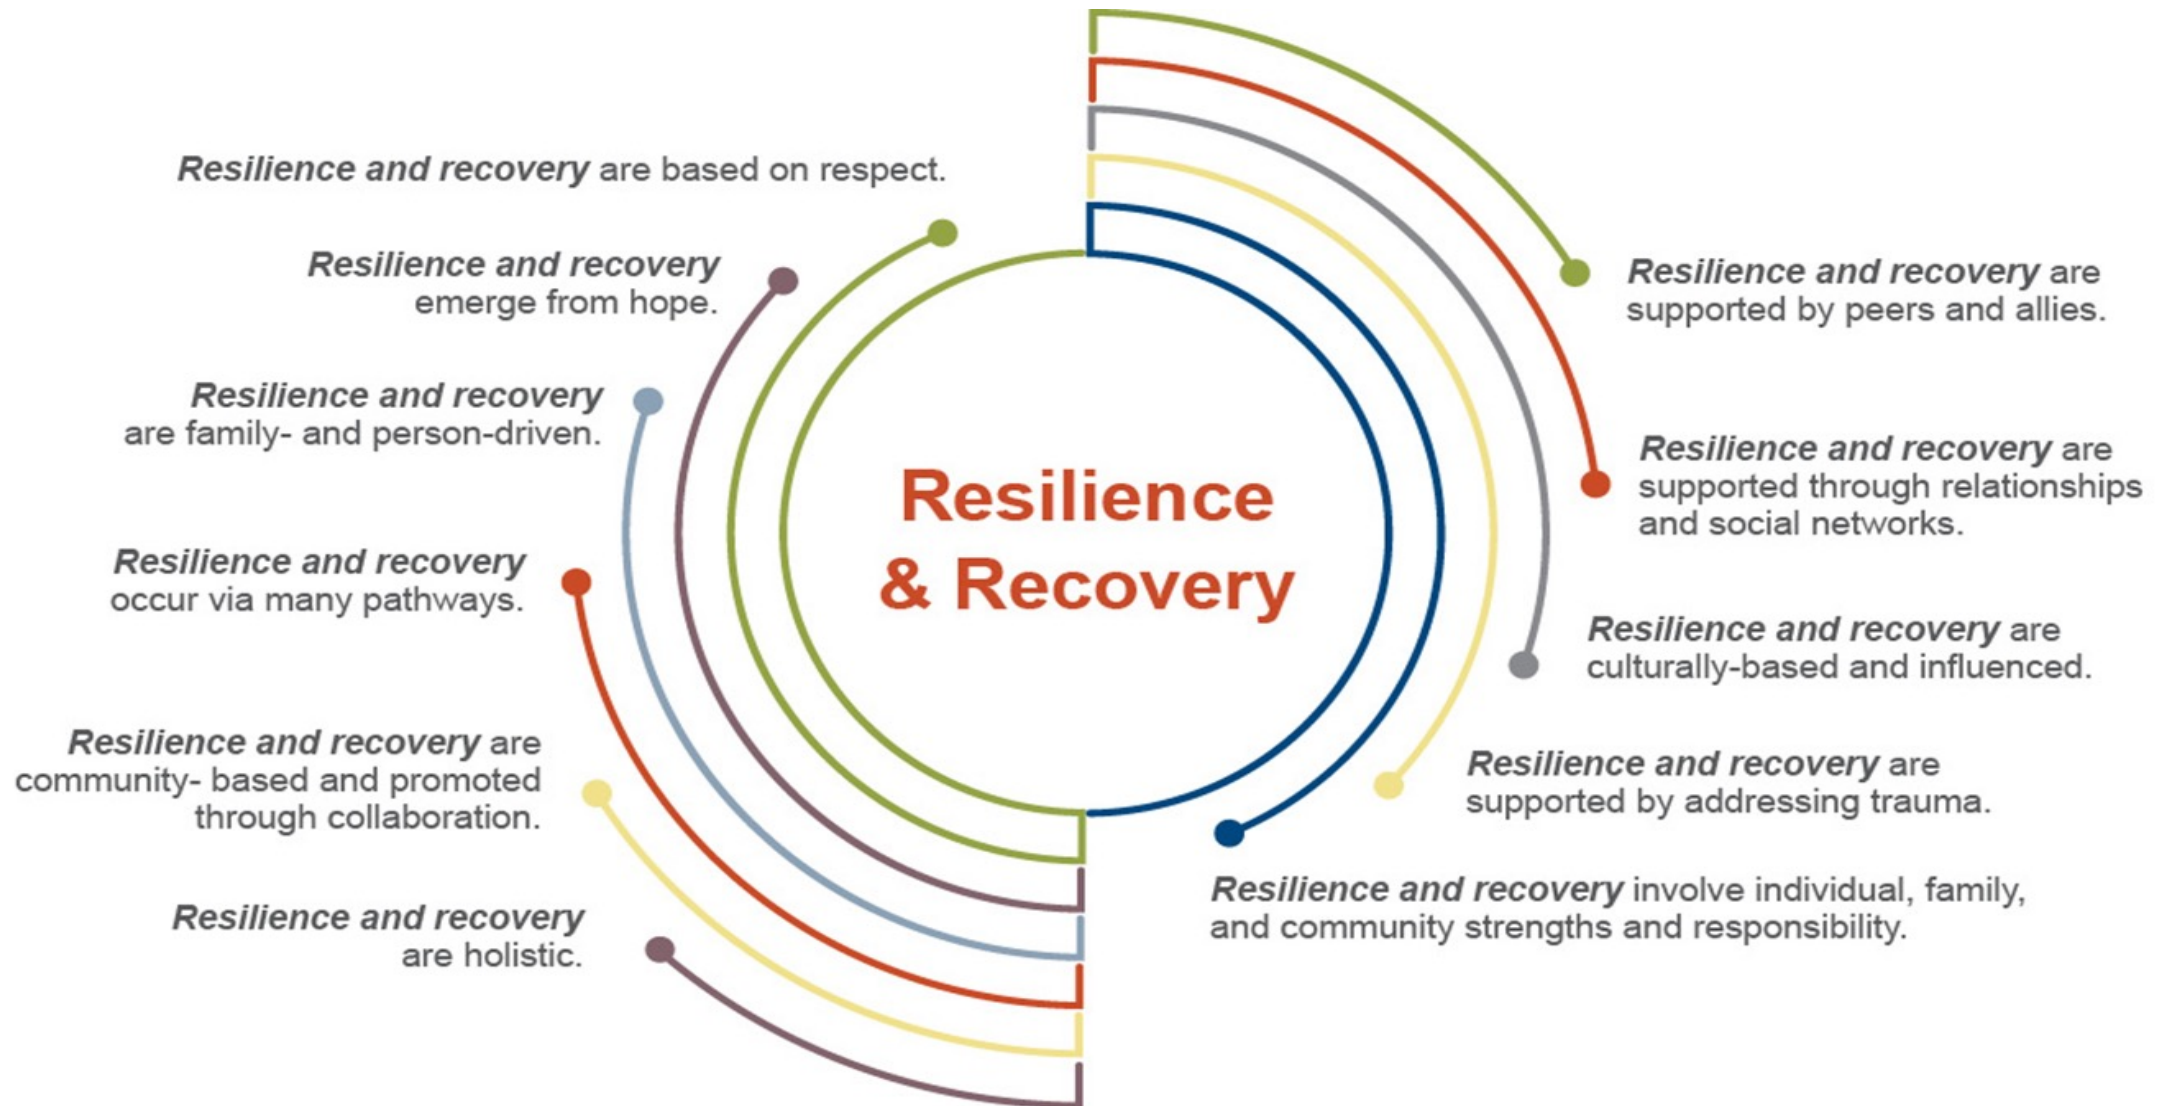 Resilience and recovery are based on respect.
Resilience and recovery
emerge from hope.
Resilience and recovery
are family- and person-driven.
Resilience and recovery
occur via many pathways.
Resilience and recovery are
community- based and promoted
through collaboration.
Resilience and recovery
are holistic.
Resilience
& Recovery
Resilience and recovery are
supported by peers and allies.
Resilience and recovery are
supported through relationships
and social networks.
Resilience and recovery are
culturally-based and influenced.
Resilience and recovery are
supported by addressing trauma.
Resilience and recovery involve individual, family,
and community strengths and responsibility.